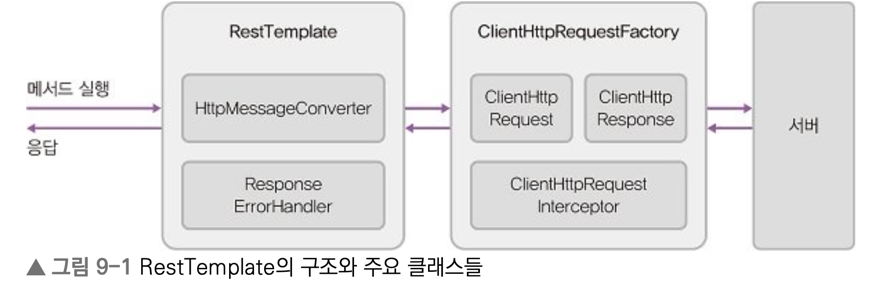 RestTemplate
ClientHttpRequestFactory
메서드 실행
응답
HttpMessageConverter
Response
ErrorHandler
ClientHttp
Request
ClientHttp
Response
ClientHttpRequest
Interceptor
서버
▲ 그림 9-1 RestTemplate의 구조와 주요 클래스들